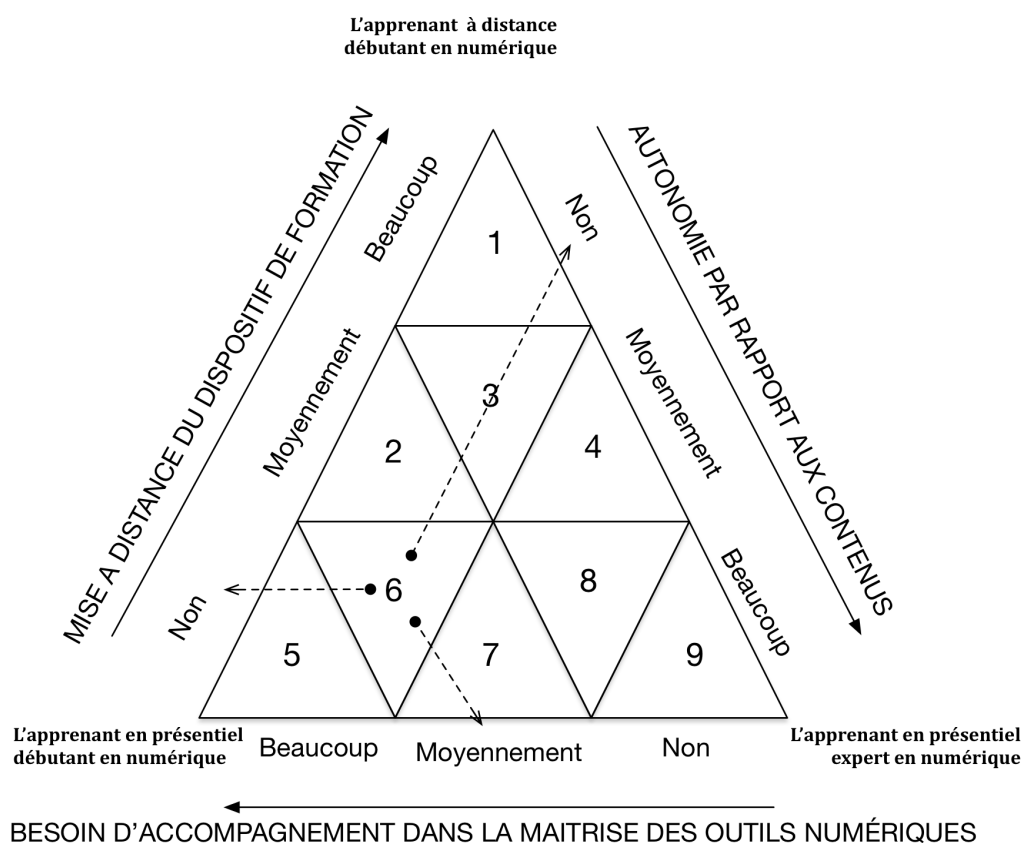 L'apprenant à distance
débutant en numérique
MISE A DISTANCE DU DISPOSITIF DE FORMATION
AUTONOMIE PAR RAPPORT AUX CONTENUS
Beaucoup
Non
1
Moyennement
Moyennement
3
2
4
Non
Beaucoup
6
8
5
7
9
L'apprenant en présentiel
débutant en numérique
Beaucoup
Moyennement
Non
L'apprenant en présentiel
expert en numérique
BESOIN D'ACCOMPAGNEMENT DANS LA MAITRISE DES OUTILS NUMÉRIQUES